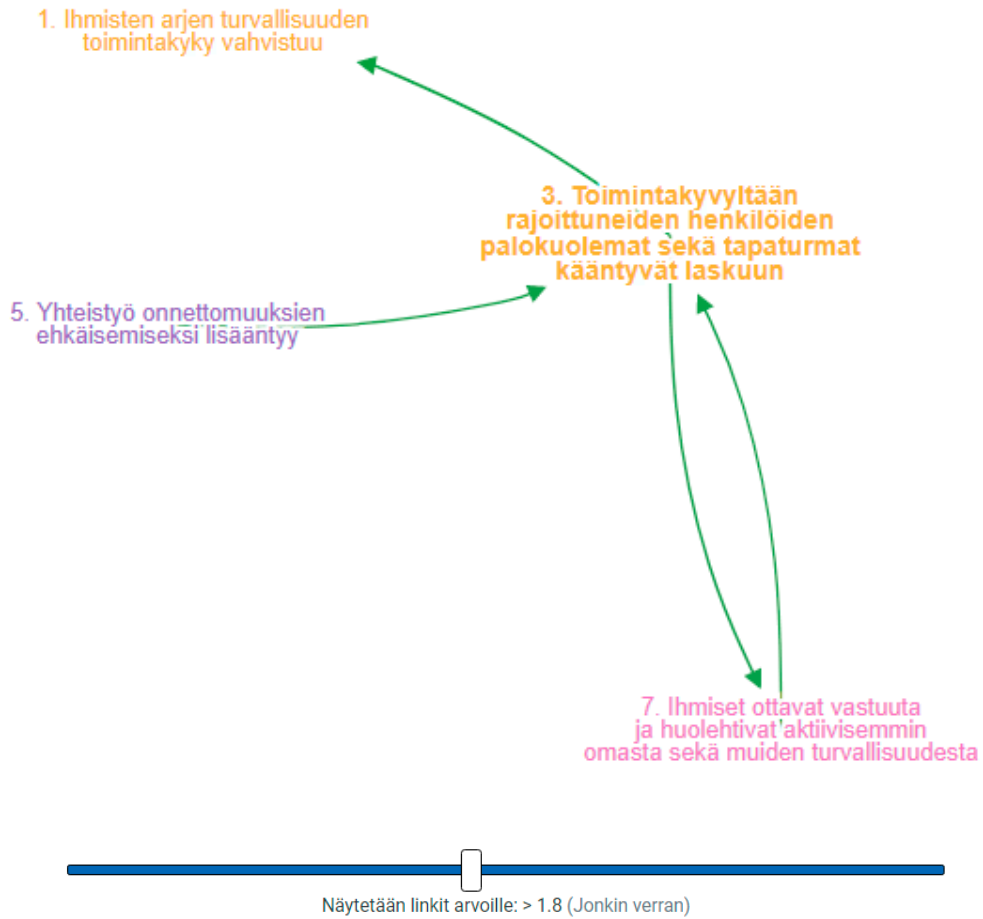 1. Ihmisten arjen turvallisuuden
toimintakyky vahvistuu
3. Toimintakyvyltään
rajoittuneiden henkilöiden
palokuolemat sekä tapaturmat
kääntyvät laskuun
5. Yhteistyö onnettomuuksien
ehkäisemiseksi lisääntyy
7. Ihmiset ottavat vastuuta
ja huolehtivat aktiivisemmin
omasta sekä muiden turvallisuudesta
Näytetään linkit arvoille: > 1.8 (Jonkin verran)